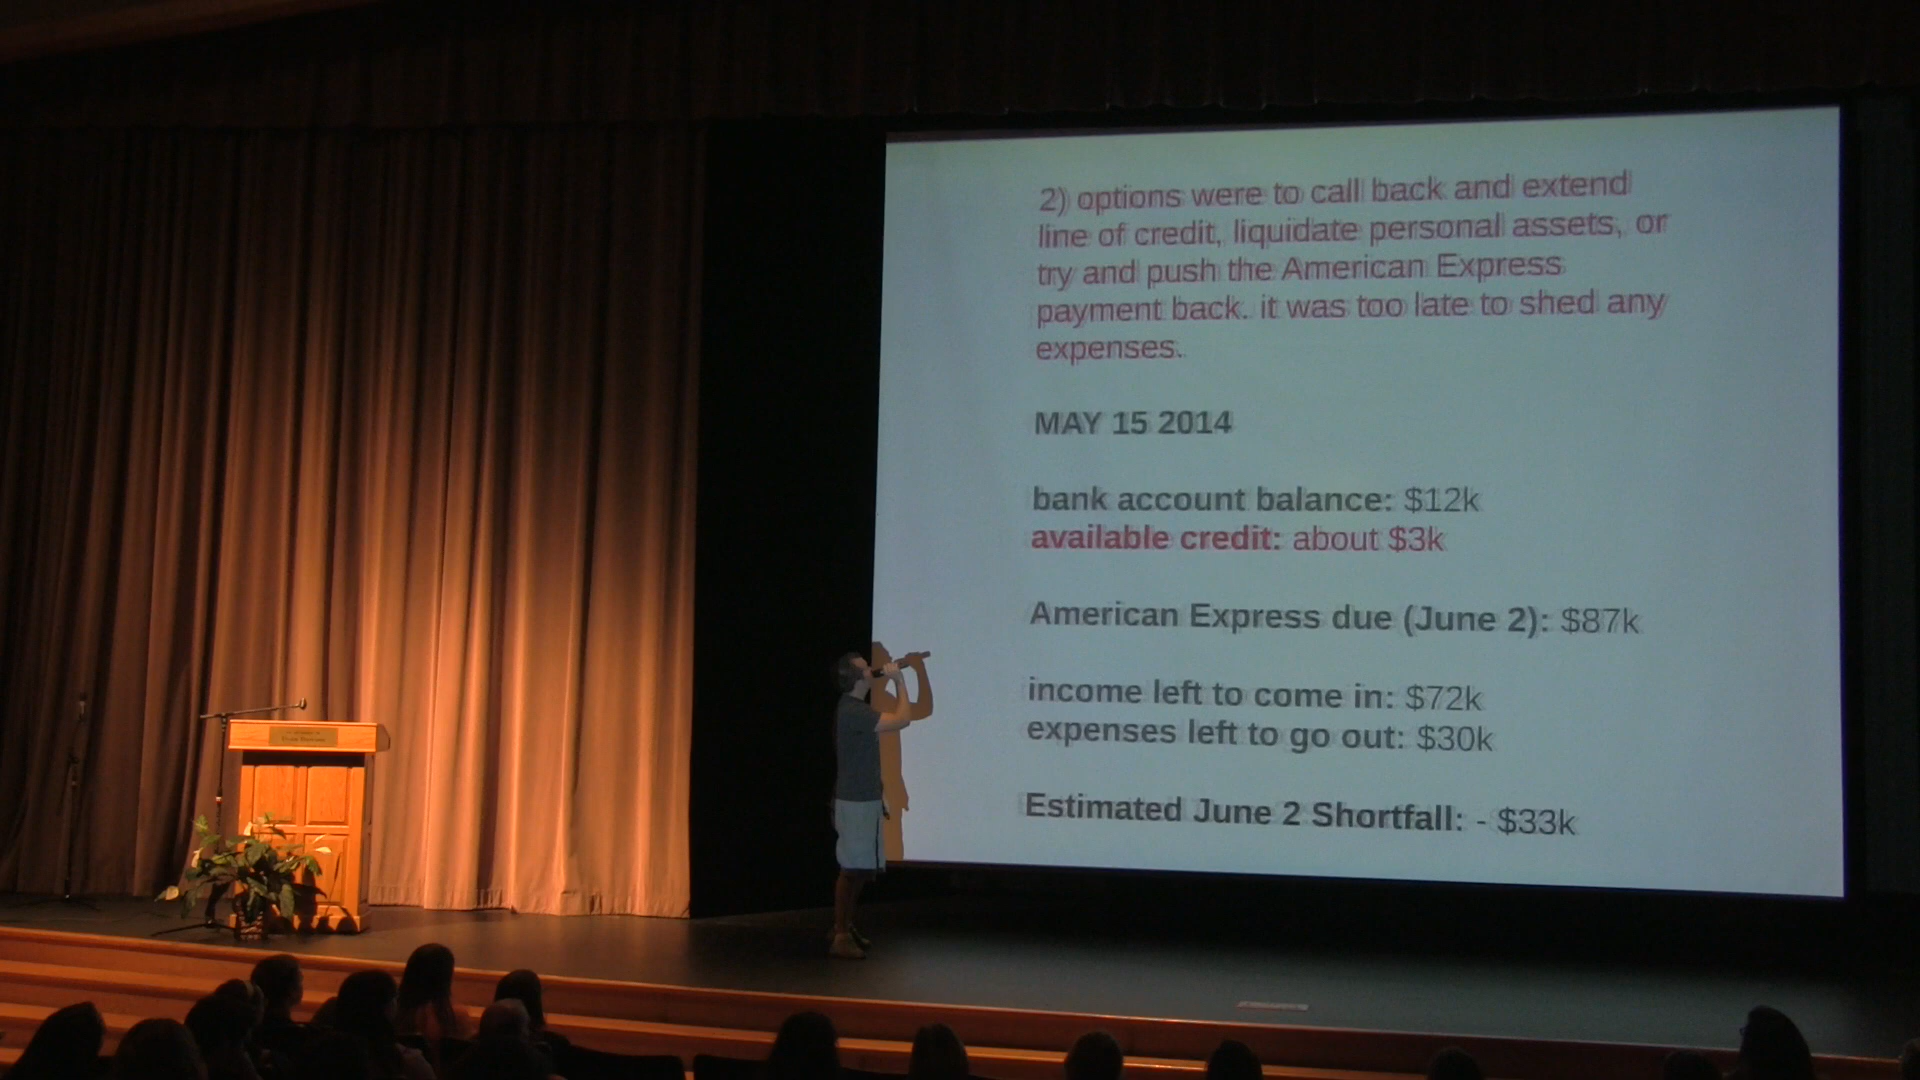 2) options were to call back and extend
line of credit, liquidate personal assets, or
try and push the American Express
payment back. it was too late to shed any
expenses.
MAY 15 2014
bank account balance: $12k
available credit: about $3k
American Express due (June 2): $87k
income left to come in: $72k
expenses left to go out: $30k
Estimated June 2 Shortfall: - $33k